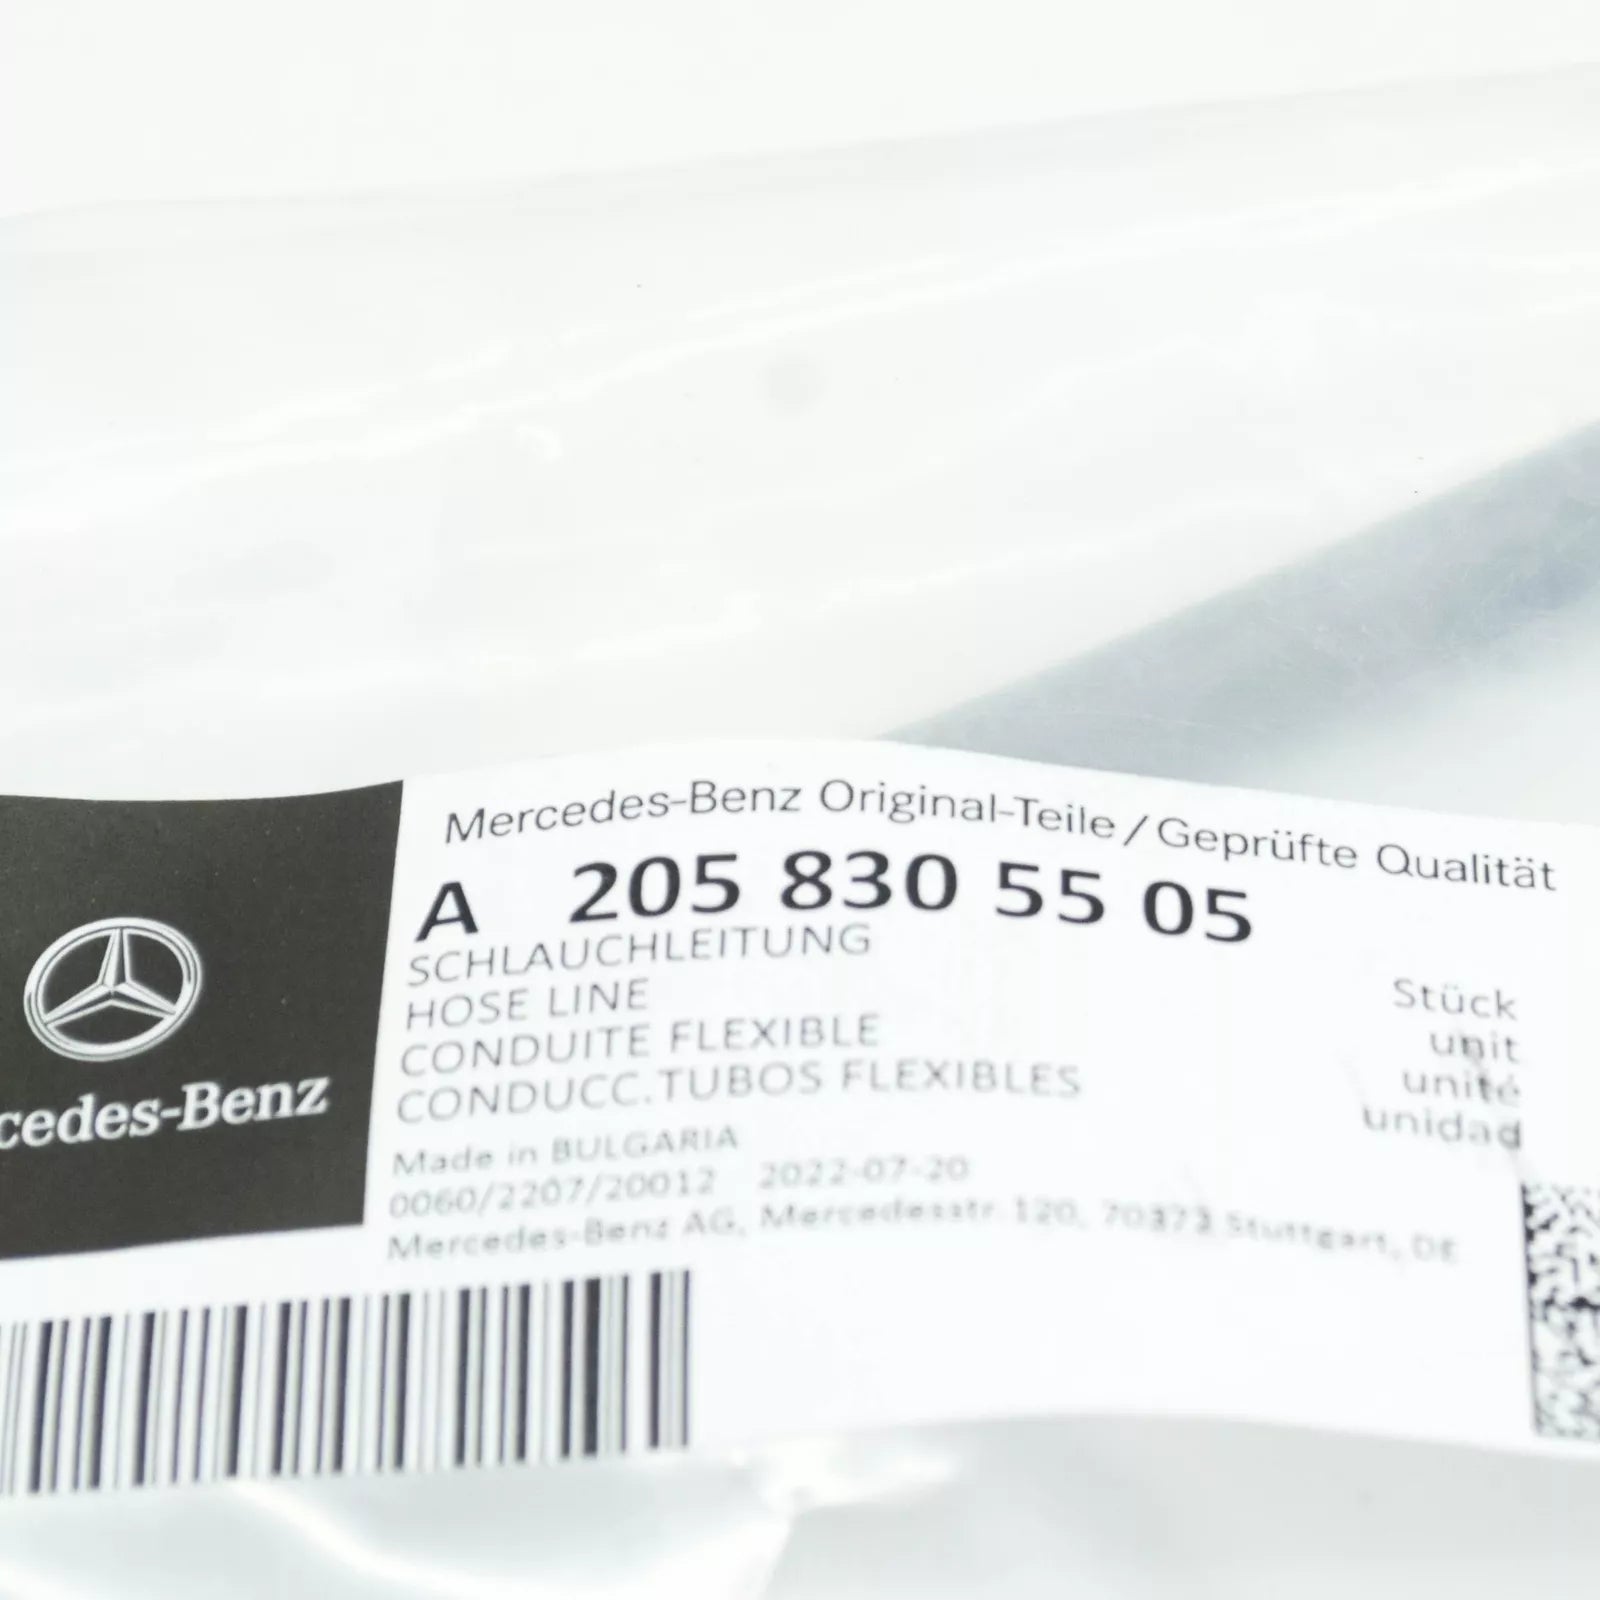 Mercedes-Benz Original-Teile / Geprüfte Qualität
A 205 830 55 05
SCHLAUCHLEITUNG
HOSE LINE
CONDUITE FLEXIBLE
CONDUCC.TUBOS FLEXIBLES
Stück
unit
unité
unidad
Made in BULGARIA
0060/2207/20012 2022-07-20
Mercedes-Benz AG, Mercedesstr. 120, 70372 Stuttgart, DE
cedes-Benz